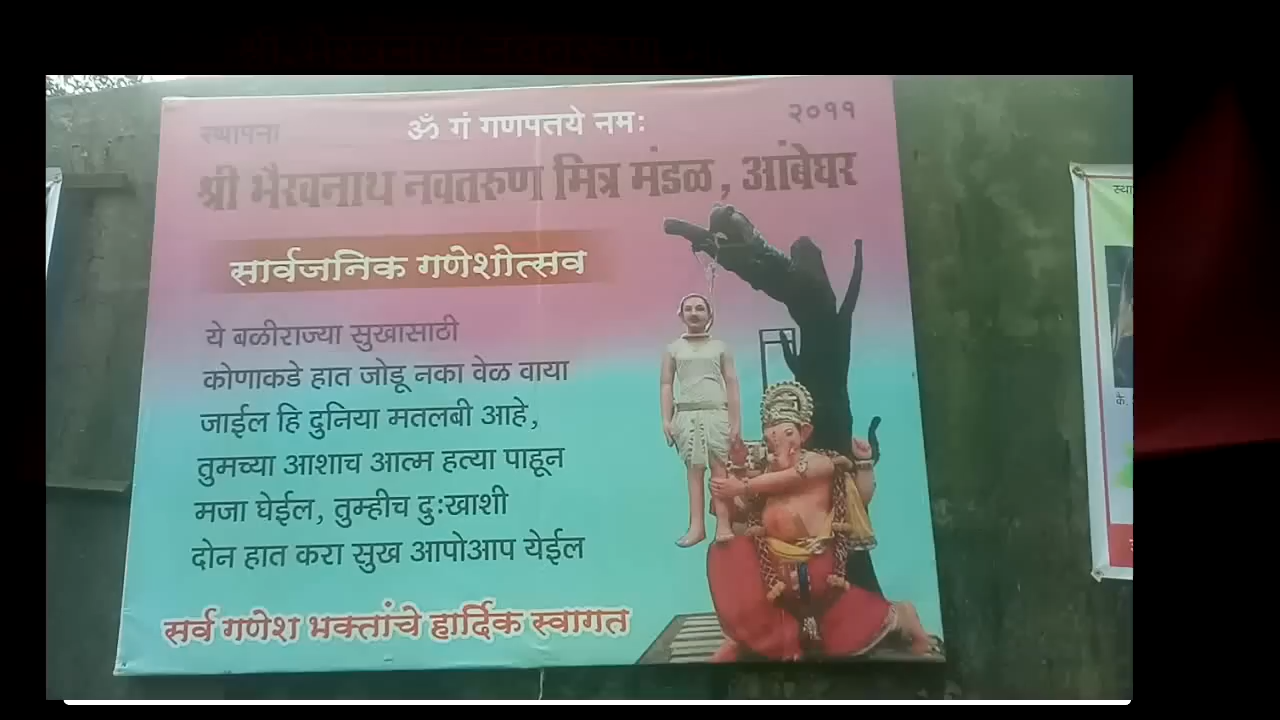 स्थापना
ॐ गं गणपतये नमः
२०११
श्री भैरवनाथ नवतरुण मित्र मंडळ, आंबेघर
सार्वजनिक गणेशोत्सव
ये बळीराज्या सुखासाठी
कोणाकडे हात जोडू नका वेळ वाया
जाईल हि दुनिया मतलबी आहे,
तुमच्या आशाच आत्म हत्या पाहून
मजा घेईल, तुम्हीच दुःखाशी
दोन हात करा सुख आपोआप येईल
सर्व गणेश भक्तांचे हार्दिक स्वागत